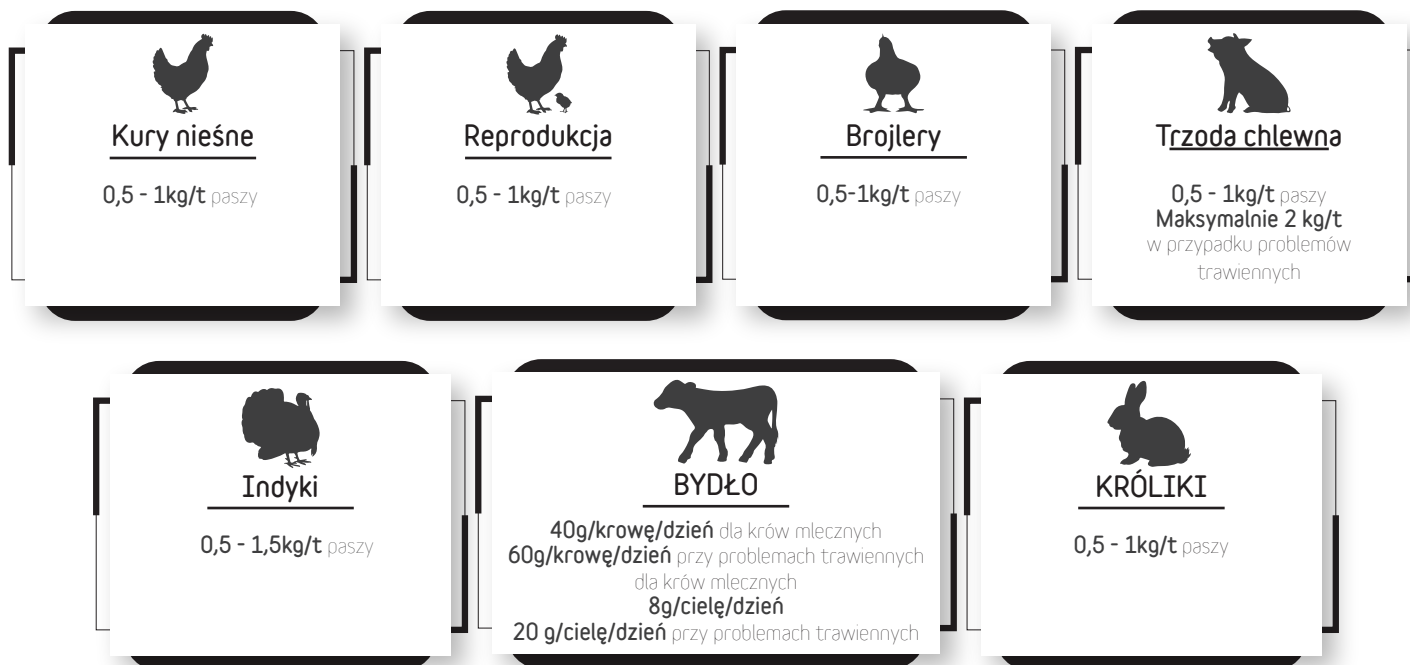 Kury nieśne
0,5 - 1kg/t paszy
Reprodukcja
0,5 - 1kg/t paszy
Brojlery
0,5-1kg/t paszy
Trzoda chlewna
0,5 - 1kg/t paszy
Maksymalnie 2 kg/t
w przypadku problemów
trawiennych
Indyki
0,5 - 1,5kg/t paszy
BYDŁO
40g/krowę/dzień dla krów mlecznych
60g/krowę/dzień przy problemach trawiennych
dla krów mlecznych
8g/cielę/dzień
20 g/cielę/dzień przy problemach trawiennych
KRÓLIKI
0,5 - 1kg/t paszy